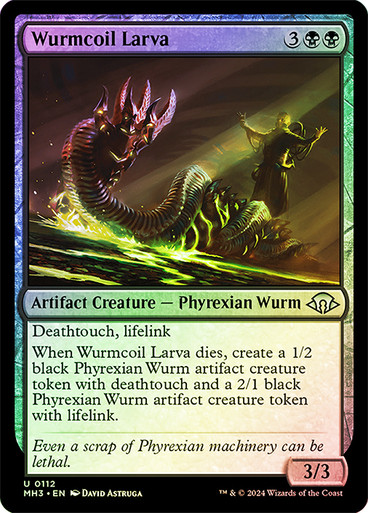 Wurmcoil Larva 3
Artifact Creature — Phyrexian Wurm
Deathtouch, lifelink
When Wurmcoil Larva dies, create a 1/2
black Phyrexian Wurm artifact creature
token with deathtouch and a 2/1 black
Phyrexian Wurm artifact creature token
with lifelink.
Even a scrap of Phyrexian machinery can be
lethal.
3/3
U 0112
MH3 • EN DAVID ASTRUGA
™ & © 2024 Wizards of the Coast